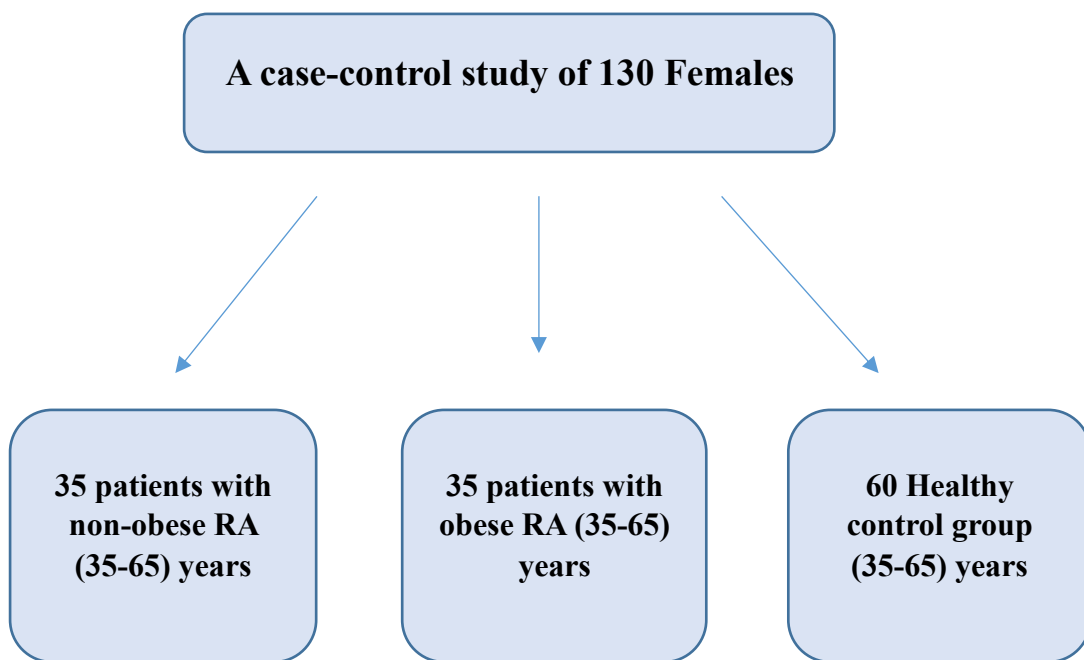 A case-control study of 130 Females
35 patients with
non-obese RA
(35-65) years
35 patients with
obese RA (35-65)
years
60 Healthy
control group
(35-65) years